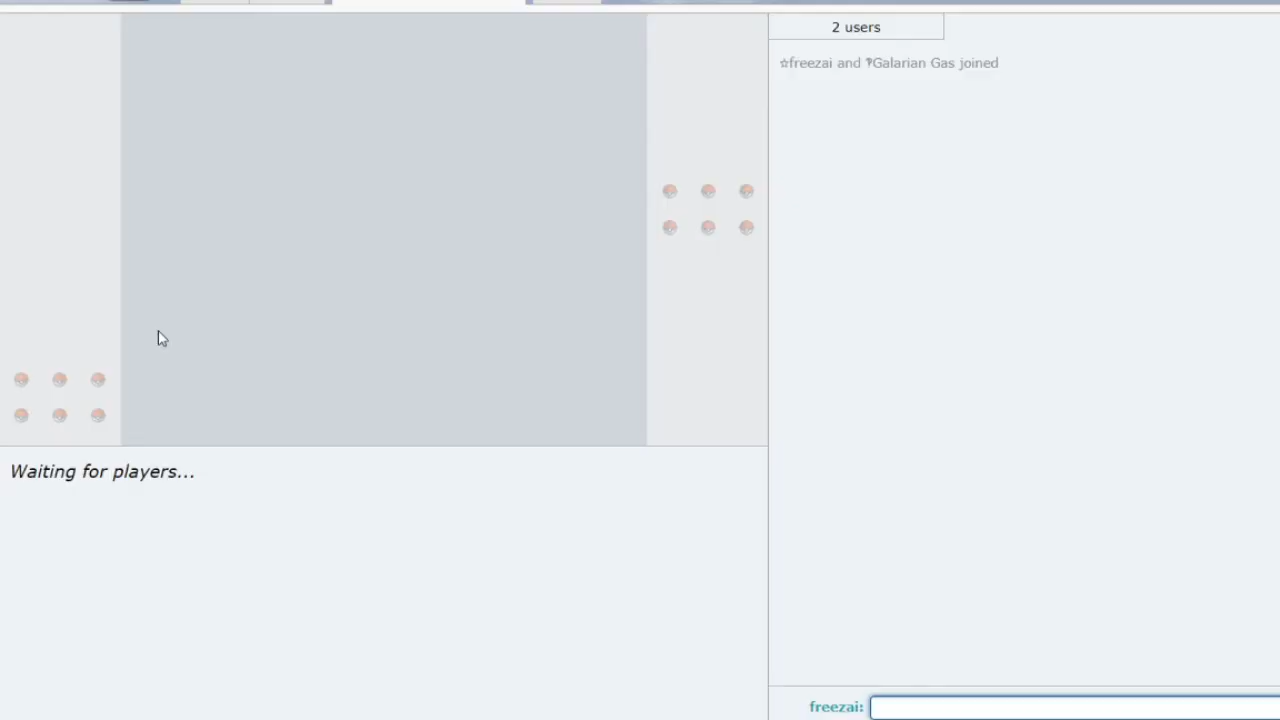 2 users
☆freezai and ‽Galarian Gas joined
Waiting for players...
freezai: